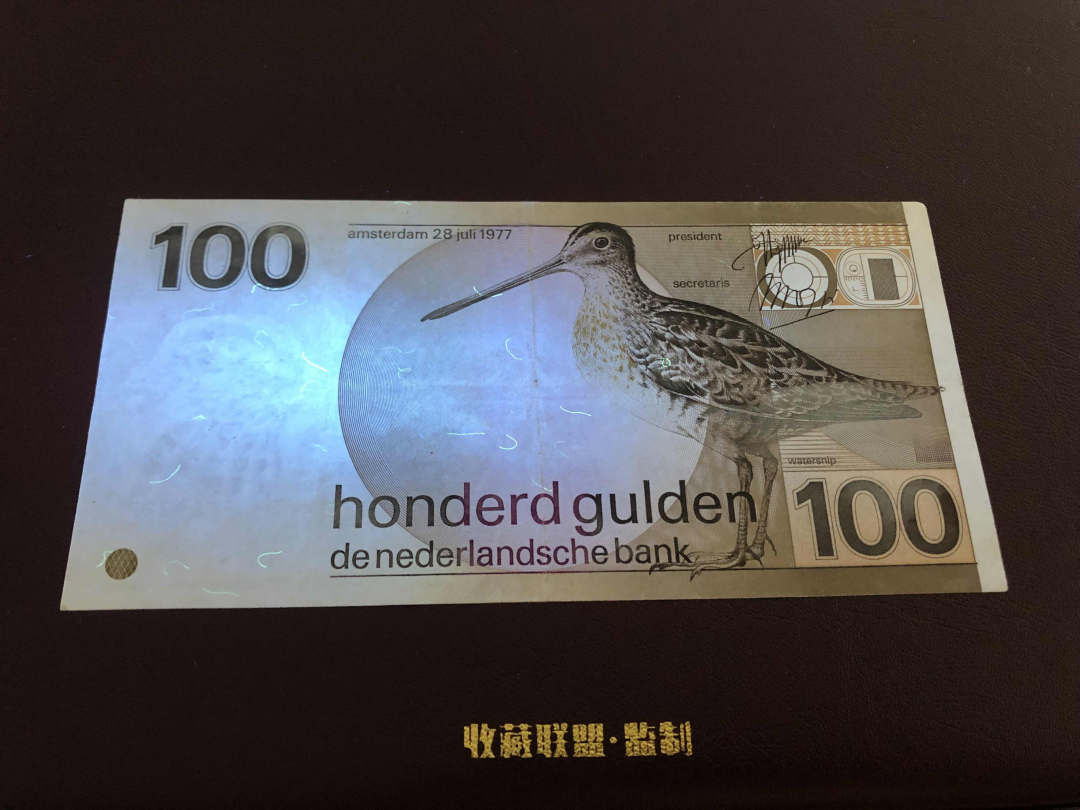 100
amsterdam 28 juli 1977
president
secretaris
watersnip
100
honderd gulden
de nederlandsche bank
收藏联盟·监制